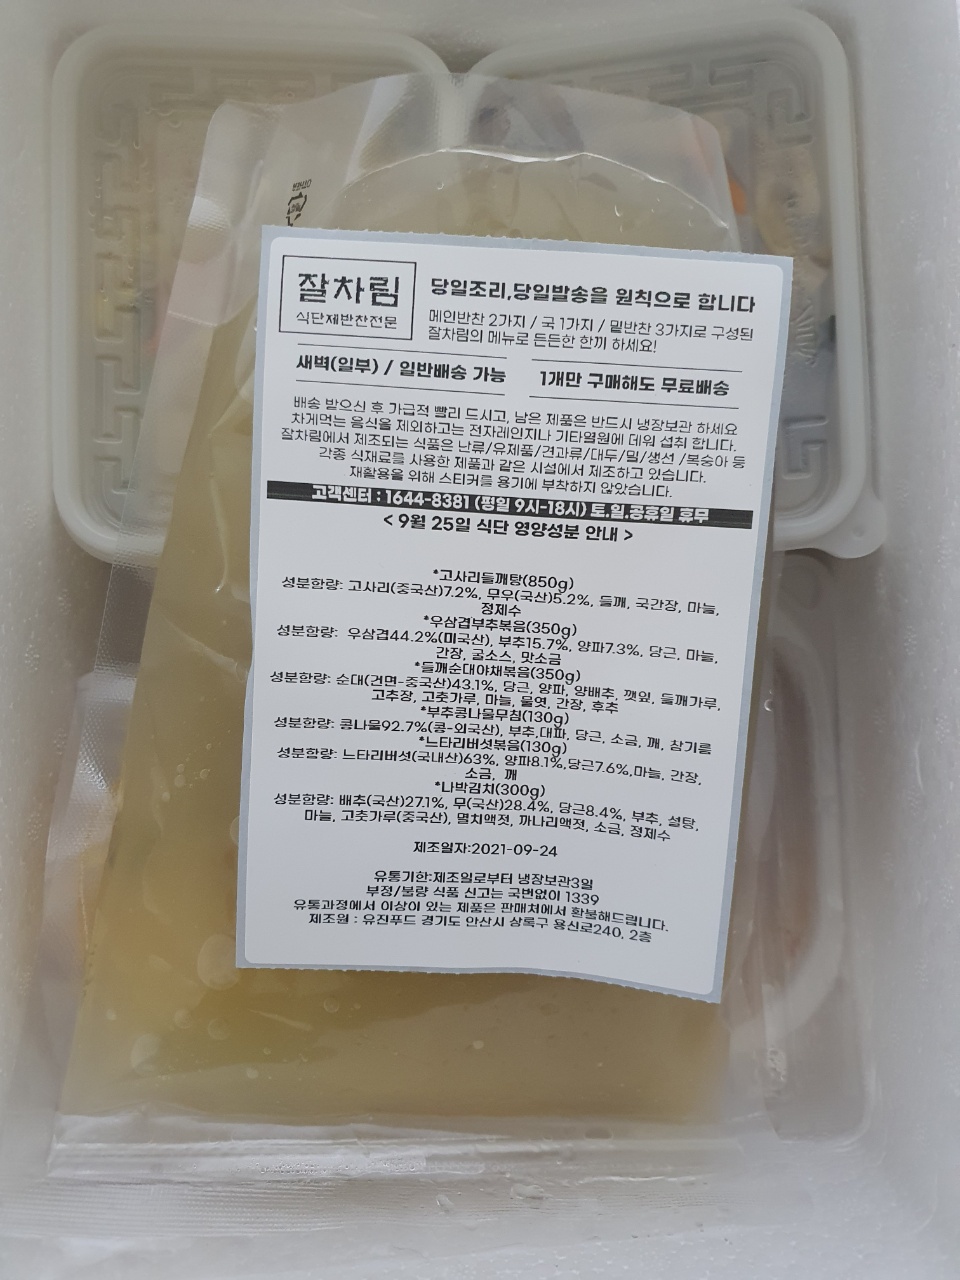 잘차림
식단제반찬전문
당일조리,당일발송을 원칙으로 합니다
메인반찬 2가지 / 국 1가지 / 밑반찬 3가지로 구성된
잘차림의 메뉴로 든든한 한끼 하세요!
새벽(일부) / 일반배송 가능
1개만 구매해도 무료배송
배송 받으신 후 가급적 빨리 드시고, 남은 제품은 반드시 냉장보관 하세요
차게먹는 음식을 제외하고는 전자레인지나 기타열원에 데워 섭취 합니다.
잘차림에서 제조되는 식품은 난류/유제품/견과류/대두/밀/생선 /복숭아 등
각종 식재료를 사용한 제품과 같은 시설에서 제조하고 있습니다.
재활용을 위해 스티커를 용기에 부착하지 않았습니다.
고객센터 : 1644-8381 (평일 9시-18시) 토.일.공휴일 휴무
< 9월 25일 식단 영양성분 안내 >
*고사리들깨탕(850g)
성분함량: 고사리(중국산)7.2%, 무우(국산)5.2%, 들깨, 국간장, 마늘,
정제수
*우삼겹부추볶음(350g)
성분함량: 우삼겹44.2%(미국산), 부추15.7%, 양파7.3%, 당근, 마늘,
간장, 굴소스, 맛소금
*들깨순대야채볶음(350g)
성분함량: 순대(건면-중국산)43.1%, 당근, 양파, 양배추, 깻잎, 들깨가루,
고추장, 고춧가루, 마늘, 물엿, 간장, 후추
*부추콩나물무침(130g)
성분함량: 콩나물92.7%(콩-외국산), 부추,대파, 당근, 소금, 깨, 참기름
*느타리버섯볶음(130g)
성분함량: 느타리버섯(국내산)63%, 양파8.1%,당근7.6%,마늘, 간장,
소금, 깨
*나박김치(300g)
성분함량: 배추(국산)27.1%, 무(국산)28.4%, 당근8.4%, 부추, 설탕,
마늘, 고춧가루(중국산), 멸치액젓, 까나리액젓, 소금, 정제수
제조일자:2021-09-24
유통기한:제조일로부터 냉장보관3일
부정/불량 식품 신고는 국번없이 1339
유통과정에서 이상이 있는 제품은 판매처에서 환불해드립니다.
제조원 : 유진푸드 경기도 안산시 상록구 용신로240, 2층